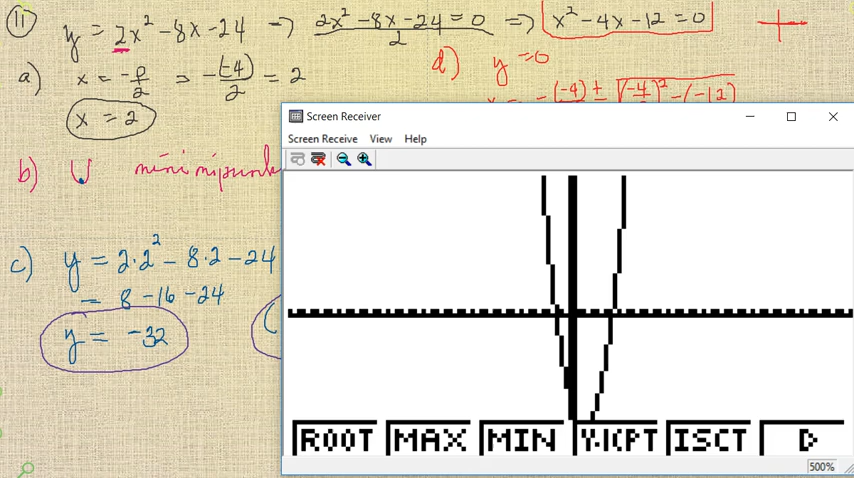 11) y = 2x² - 8x - 24 → 2x² - 8x - 24 = 0 / 2 ⇒ x² - 4x - 12 = 0
a) x = -p/2 ⇒ -(-4)/2 = 2
x = 2
d) y = 0
b)
c) y = 2·2² - 8·2 - 24
= 8 - 16 - 24
y = -32
(
Screen Receiver
Screen Receive View Help
ROOT MAX MIN Y-ICPT ISCT ▷
500%